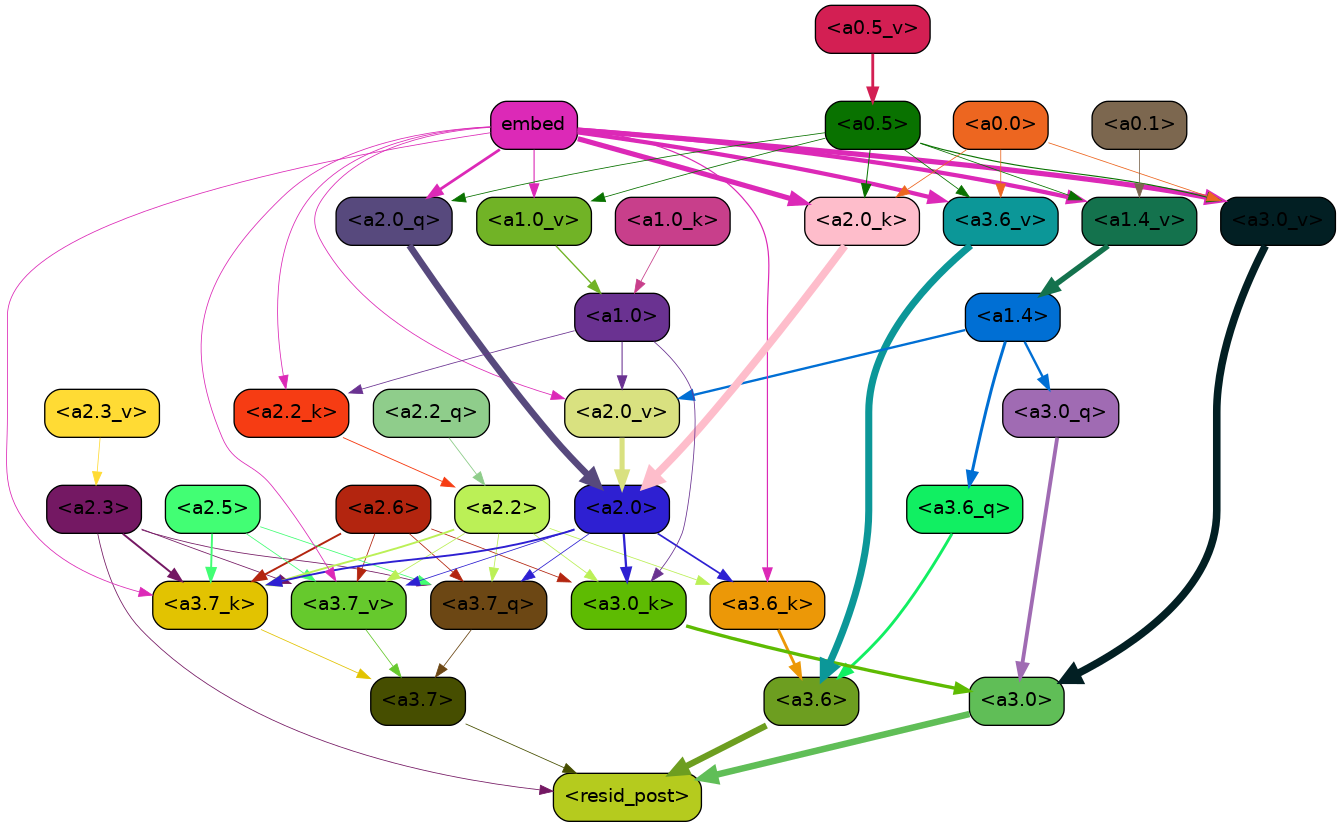 <a0.5_v>
embed
<a0.5>
<a0.0>
<a0.1>
<a2.0_q>
<a1.0_v>
<a1.0_k>
<a2.0_k>
<a3.6_v>
<a1.4_v>
<a3.0_v>
<a1.0>
<a1.4>
<a2.3_v>
<a2.2_k>
<a2.2_q>
<a2.0_v>
<a3.0_q>
<a2.3>
<a2.5>
<a2.6>
<a2.2>
<a2.0>
<a3.6_q>
<a3.7_k>
<a3.7_v>
<a3.7_q>
<a3.0_k>
<a3.6_k>
<a3.7>
<a3.6>
<a3.0>
<resid_post>